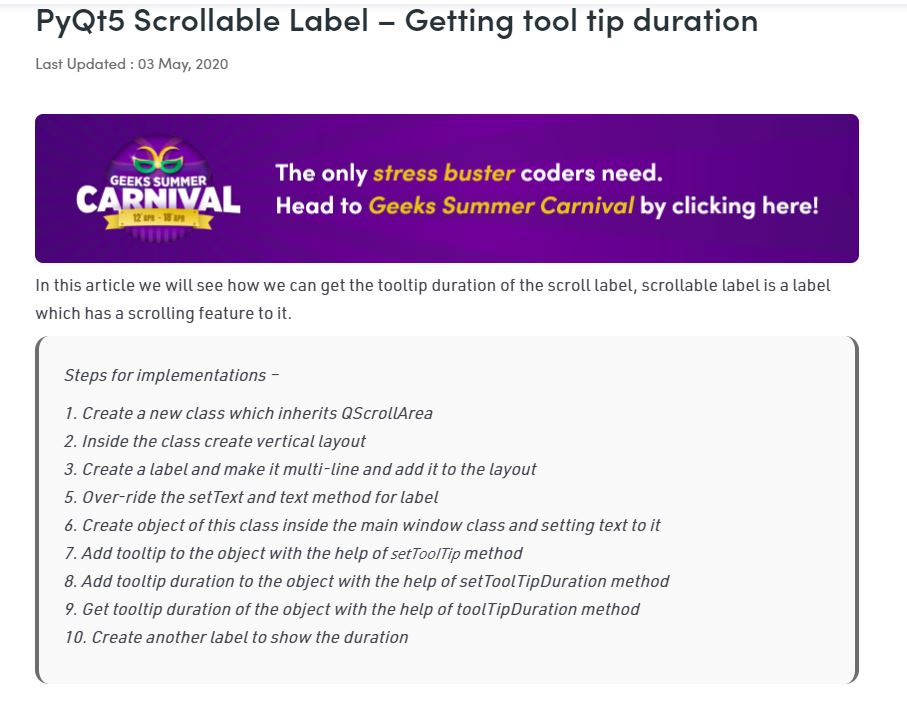 PyQt5 Scrollable Label – Getting tool tip duration
Last Updated : 03 May, 2020
GEEKS SUMMER
CARNIVAL
12 APR - 18 APR
The only stress buster coders need.
Head to Geeks Summer Carnival by clicking here!
In this article we will see how we can get the tooltip duration of the scroll label, scrollable label is a label
which has a scrolling feature to it.
Steps for implementations –
1. Create a new class which inherits QScrollArea
2. Inside the class create vertical layout
3. Create a label and make it multi-line and add it to the layout
5. Over-ride the setText and text method for label
6. Create object of this class inside the main window class and setting text to it
7. Add tooltip to the object with the help of setToolTip method
8. Add tooltip duration to the object with the help of setToolTipDuration method
9. Get tooltip duration of the object with the help of toolTipDuration method
10. Create another label to show the duration